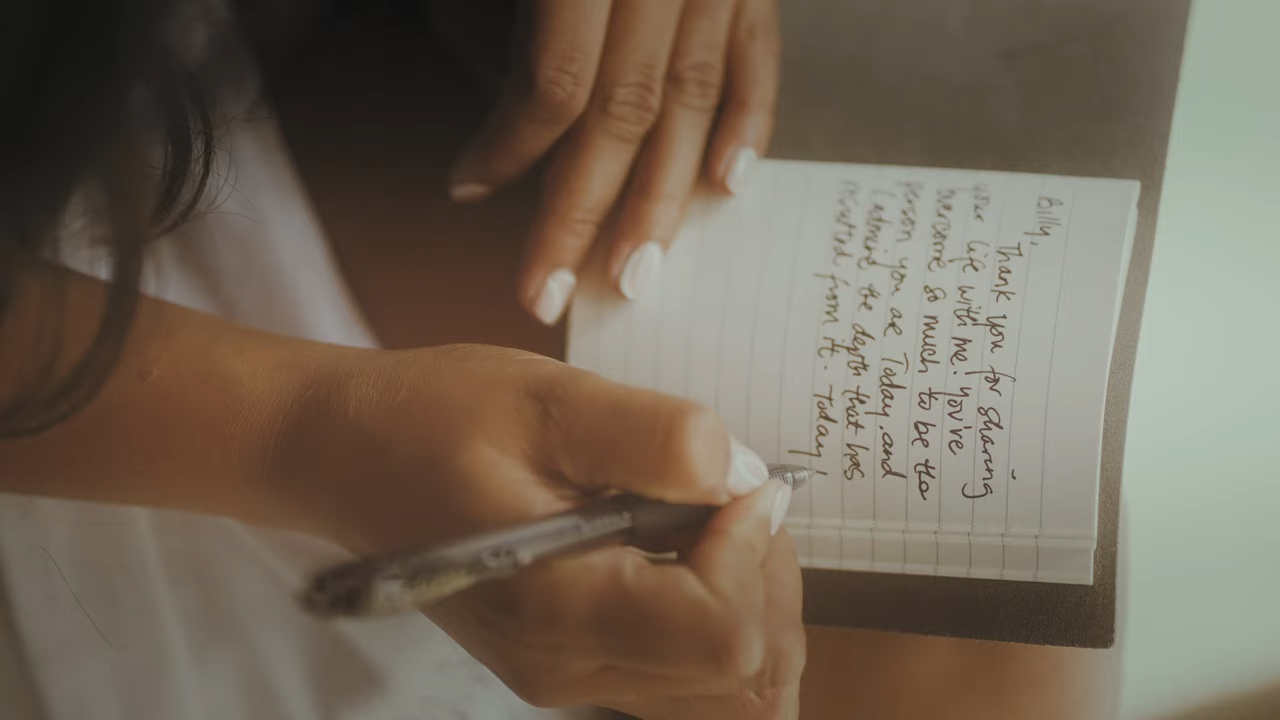 Billy,
Thank you for sharing
your life with me! You've
overcome so much to be the
person you are Today, and
I admire the depth that has
resulted from it. Today,